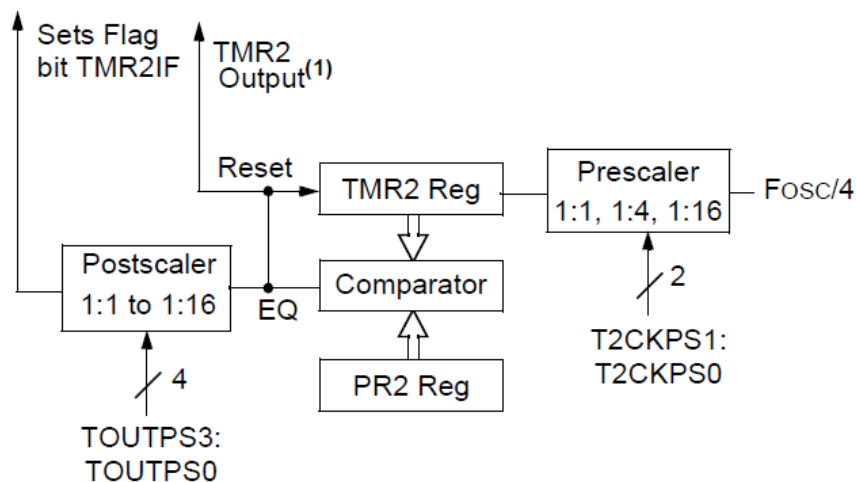 Sets Flag
bit TMR2IF
TMR2
Output(1)
Reset
TMR2 Reg
Prescaler
1:1, 1:4, 1:16
FOSC/4
Postscaler
1:1 to 1:16
EQ
Comparator
2
4
PR2 Reg
T2CKPS1:
T2CKPS0
TOUTPS3:
TOUTPS0